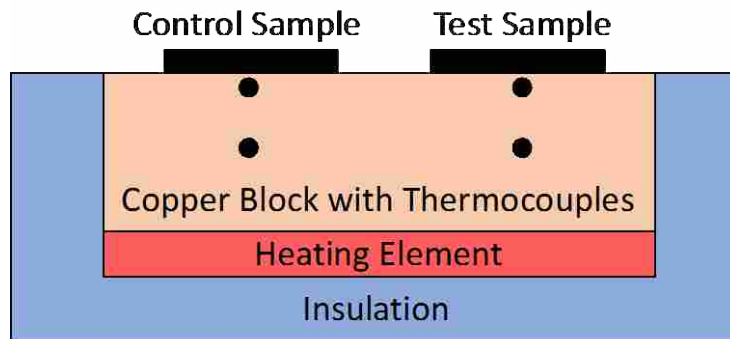 Control Sample Test Sample
Copper Block with Thermocouples
Heating Element
Insulation